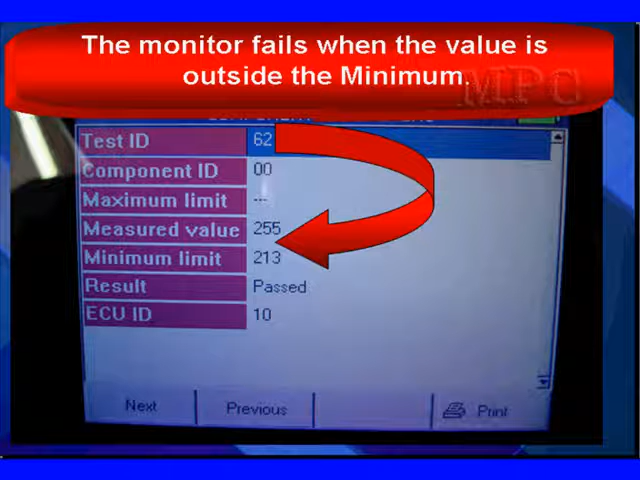 The monitor fails when the value is
outside the Minimum.
MPC
Test ID 62
Component ID 00
Maximum limit ---
Measured value 255
Minimum limit 213
Result Passed
ECU ID 10
Next Previous Print